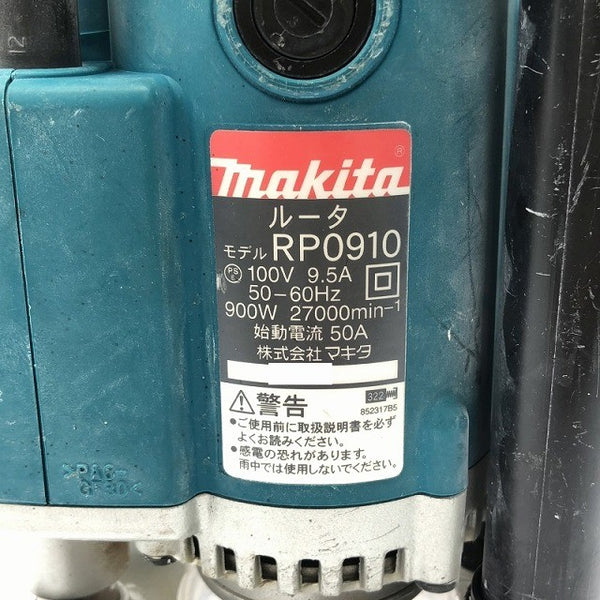 12
makita®
ルータ
モデル RP0910
PS E 100V 9.5A
50-60Hz
900W 27000min-1
始動電流 50A
株式会社 マキタ
322
852317B5
警告
●ご使用前に取扱説明書を必ず
よくお読みください。
●感電の恐れがあります。
雨中では使用しないでください。
>PA6-
GF30<